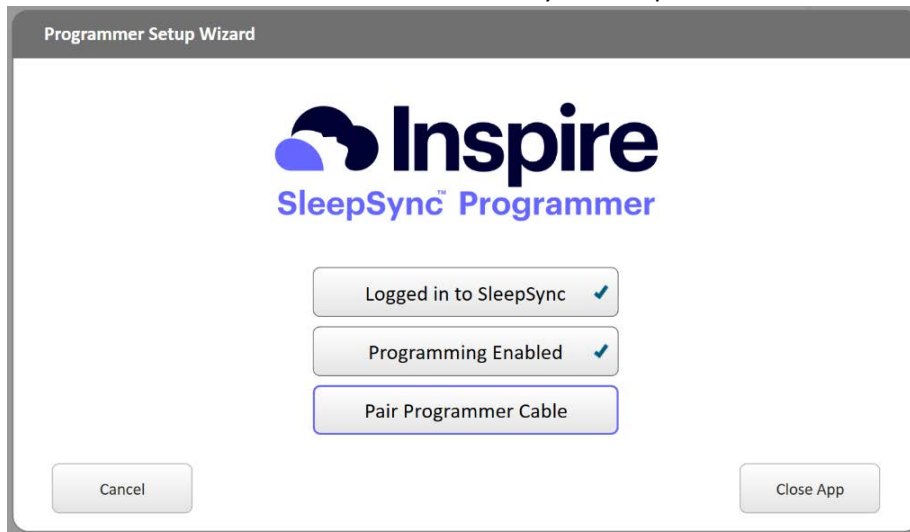 Programmer Setup Wizard
Inspire
SleepSync™ Programmer
Logged in to SleepSync
Programming Enabled
Pair Programmer Cable
Cancel
Close App